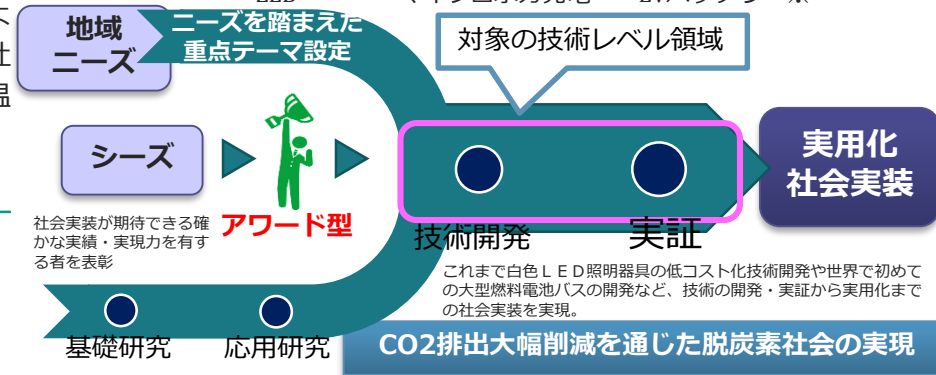 地域
ニーズ
ニーズを踏まえた
重点テーマ設定
対象の技術レベル領域
社
温
シーズ
アワード型
実用化
社会実装
社会実装が期待できる確
かな実績・実現力を有す
る者を表彰
技術開発
実証
これまで白色ＬＥＤ照明器具の低コスト化技術開発や世界で初めて
の大型燃料電池バスの開発など、技術の開発・実証から実用化まで
の社会実装を実現。
基礎研究
応用研究
CO2排出大幅削減を通じた脱炭素社会の実現